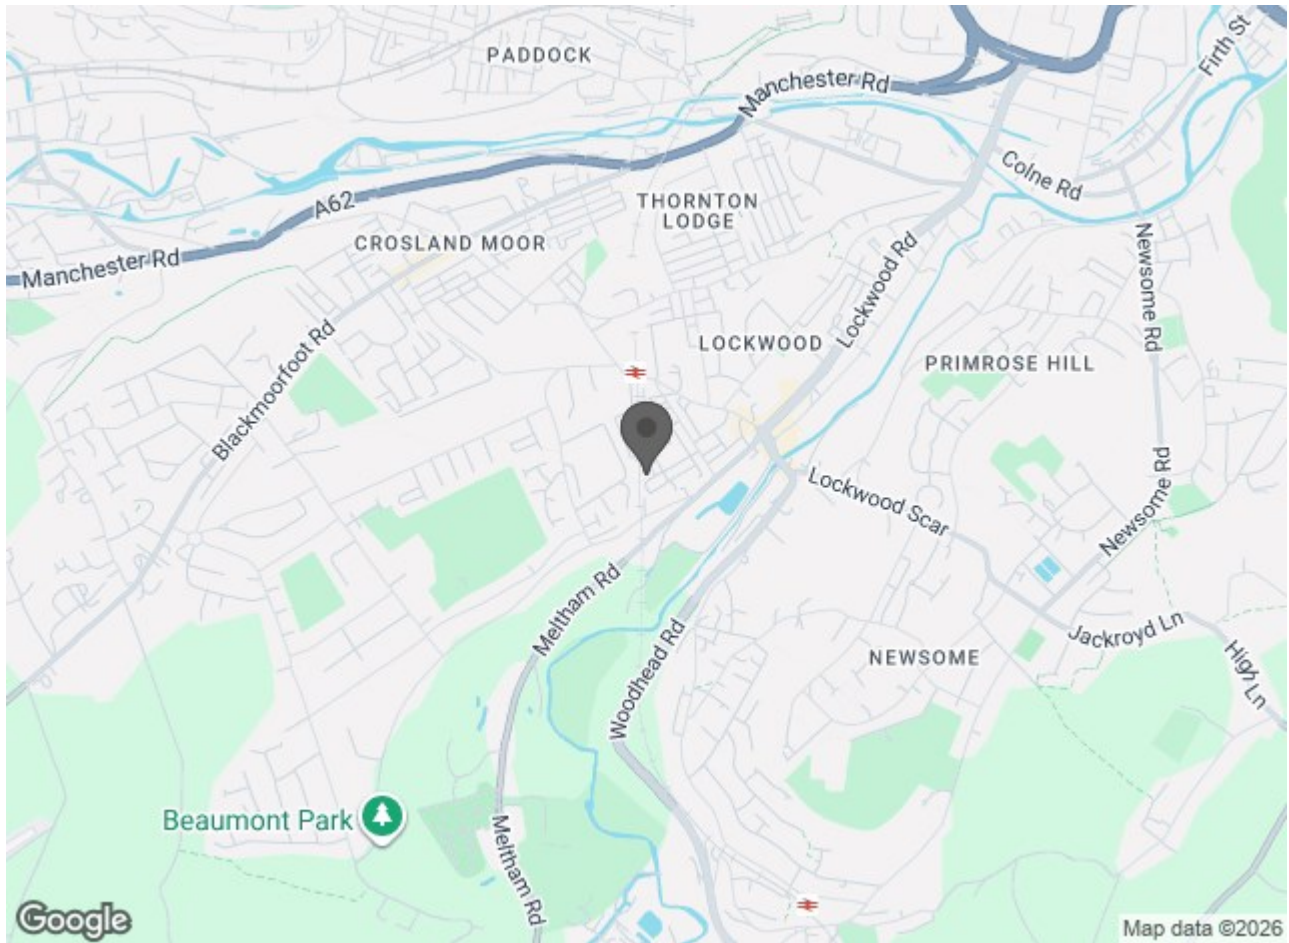 PADDOCK
Manchester Rd
Firth St
Colne Rd
A62
THORNTON
LODGE
CROSLAND MOOR
Manchester Rd
Newsome Rd
Lockwood Rd
LOCKWOOD
PRIMROSE HILL
Blackmoorfoot Rd
Lockwood Scar
Newsome Rd
Meltham Rd
Jackroyd Ln
NEWSOME
High Ln
Woodhead Rd
Beaumont Park
Meltham Rd
Google
Map data ©2026